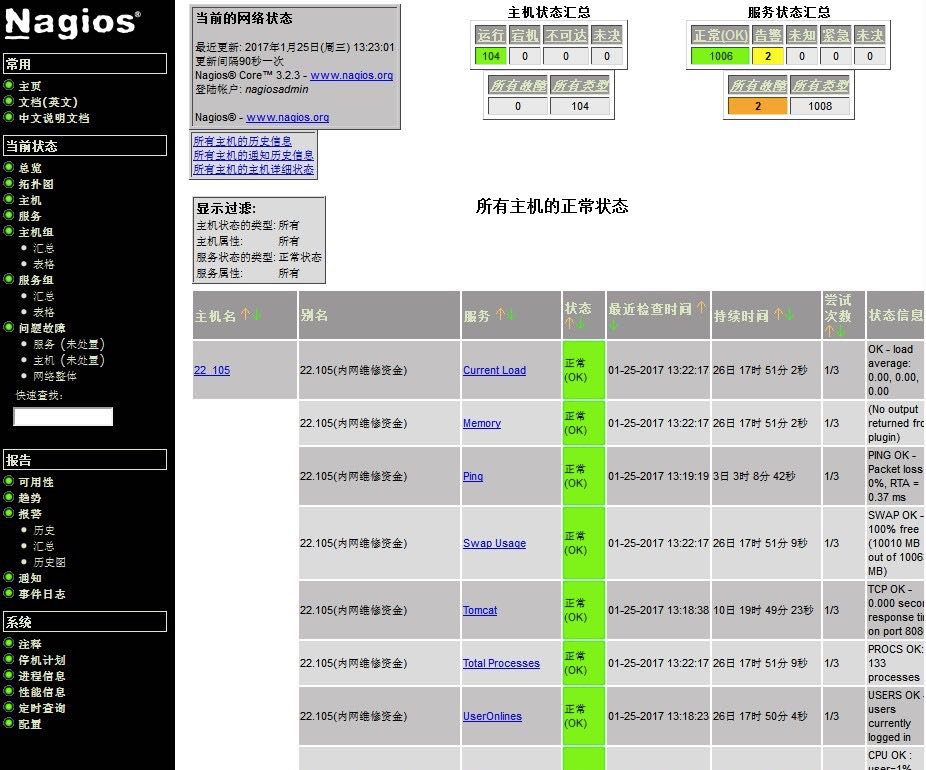 Nagios®
常用
主页
文档(英文)
中文说明文档
当前状态
总览
拓扑图
主机
服务
主机组
汇总
表格
服务组
汇总
表格
问题故障
服务 (未处置)
主机 (未处置)
网络整体
快速查找:
报告
可用性
趋势
报警
历史
汇总
历史图
通知
事件日志
系统
注释
停机计划
进程信息
性能信息
定时查询
配置
当前的网络状态
最近更新: 2017年1月25日(周三) 13:23:01
更新间隔90秒一次
Nagios® Core™ 3.2.3 - www.nagios.org
登陆帐户: nagiosadmin
Nagios® - www.nagios.org
所有主机的历史信息
所有主机的通知历史信息
所有主机的主机详细状态
主机状态汇总
运行 宕机 不可达 未决
104 0 0 0
所有故障 所有类型
0 104
服务状态汇总
正常(OK) 告警 未知 紧急 未决
1006 2 0 0 0
所有故障 所有类型
2 1008
显示过滤:
主机状态的类型: 所有
主机属性: 所有
服务状态的类型: 正常状态
服务属性: 所有
所有主机的正常状态
主机名 ↑↓ 别名 服务 ↑↓ 状态 ↑↓ 最近检查时间 ↑↓ 持续时间 ↑↓ 尝试次数 ↑↓ 状态信息
22_105 22.105(内网维修资金) Current Load 正常(OK) 01-25-2017 13:22:17 26日 17时 51分 2秒 1/3 OK - load average: 0.00, 0.00, 0.00
22.105(内网维修资金) Memory 正常(OK) 01-25-2017 13:22:17 26日 17时 51分 2秒 1/3 (No output returned fro plugin)
22.105(内网维修资金) Ping 正常(OK) 01-25-2017 13:19:19 3日 3时 8分 42秒 1/3 PING OK - Packet loss 0%, RTA = 0.37 ms
22.105(内网维修资金) Swap Usage 正常(OK) 01-25-2017 13:22:17 26日 17时 51分 9秒 1/3 SWAP OK - 100% free (10010 MB out of 1006 MB)
22.105(内网维修资金) Tomcat 正常(OK) 01-25-2017 13:18:38 10日 19时 49分 23秒 1/3 TCP OK - 0.000 secon response ti on port 808
22.105(内网维修资金) Total Processes 正常(OK) 01-25-2017 13:22:17 26日 17时 51分 9秒 1/3 PROCS OK: 133 processes
22.105(内网维修资金) UserOnlines 正常(OK) 01-25-2017 13:18:23 26日 17时 50分 4秒 1/3 USERS OK - users currently logged in
CPU OK : user=1%